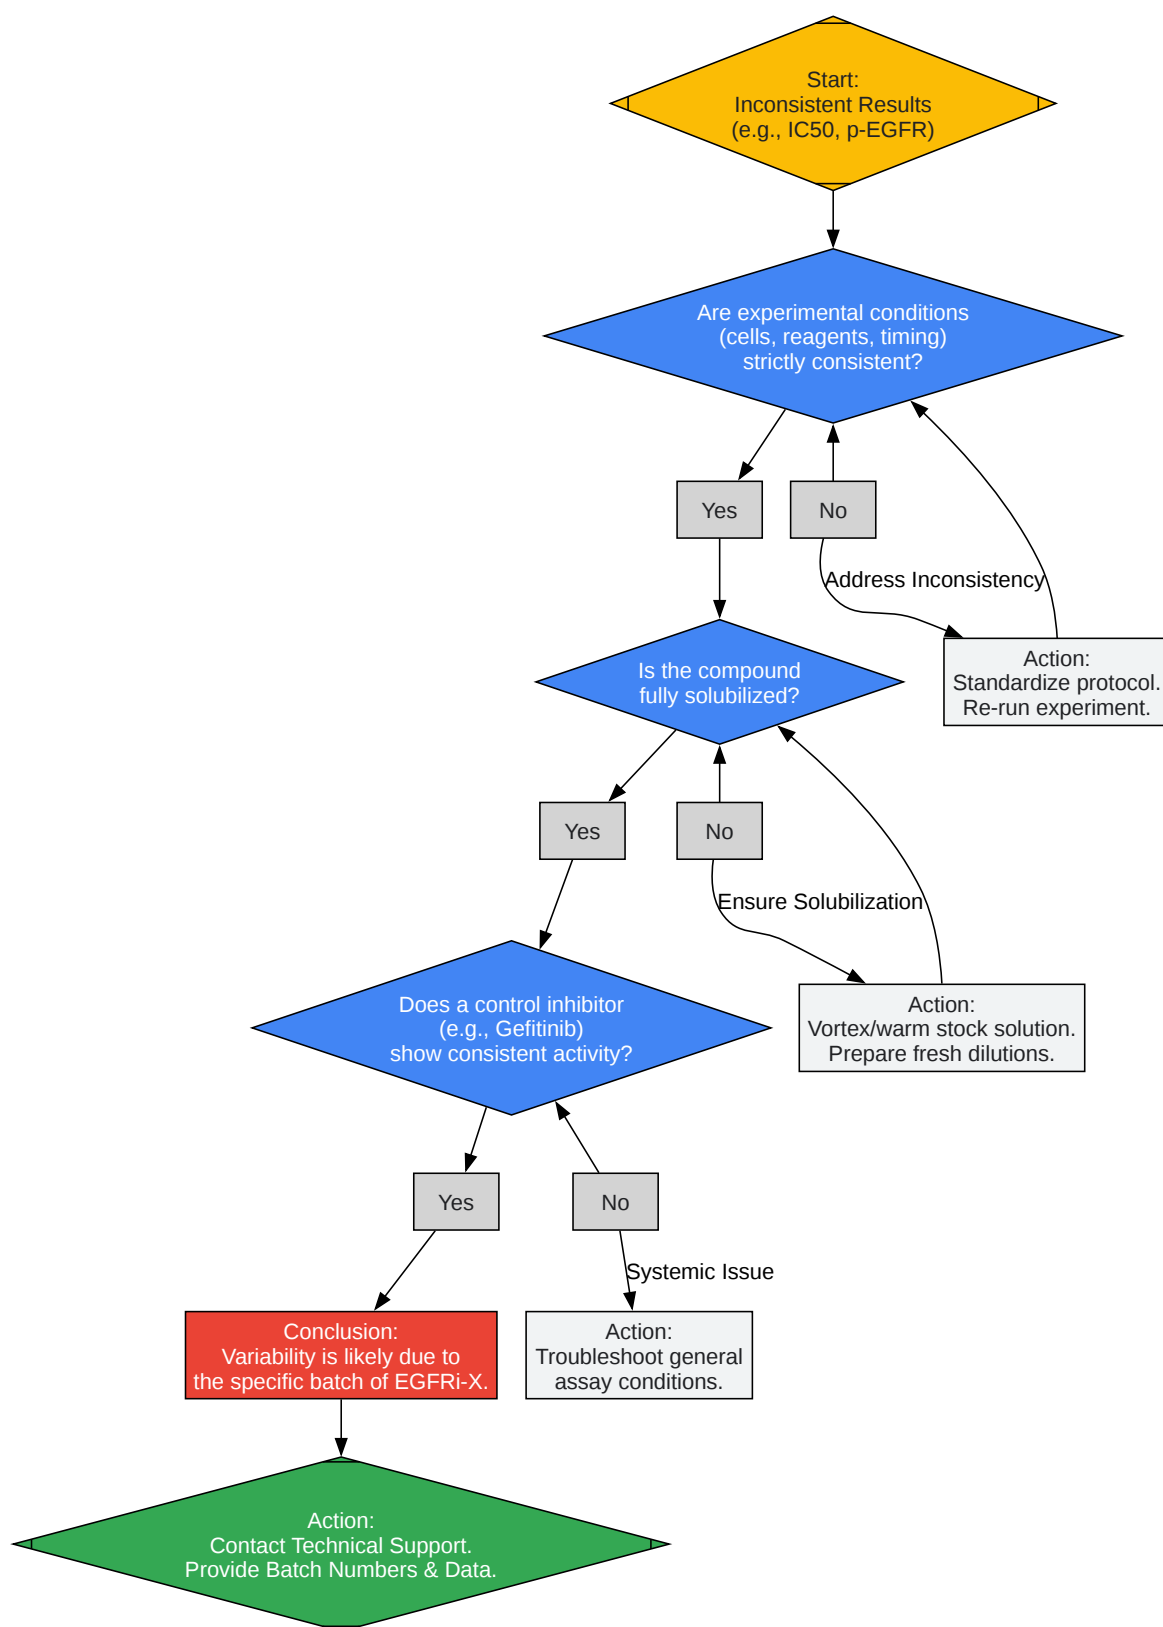 Start:
Inconsistent Results
(e.g., IC50, p-EGFR)
Are experimental conditions
(cells, reagents, timing)
strictly consistent?
Yes
No
Address Inconsistency
Action:
Standardize protocol.
Re-run experiment.
Is the compound
fully solubilized?
Yes
No
Ensure Solubilization
Action:
Vortex/warm stock solution.
Prepare fresh dilutions.
Does a control inhibitor
(e.g., Gefitinib)
show consistent activity?
Yes
No
Systemic Issue
Conclusion:
Variability is likely due to
the specific batch of EGFRi-X.
Action:
Troubleshoot general
assay conditions.
Action:
Contact Technical Support.
Provide Batch Numbers & Data.